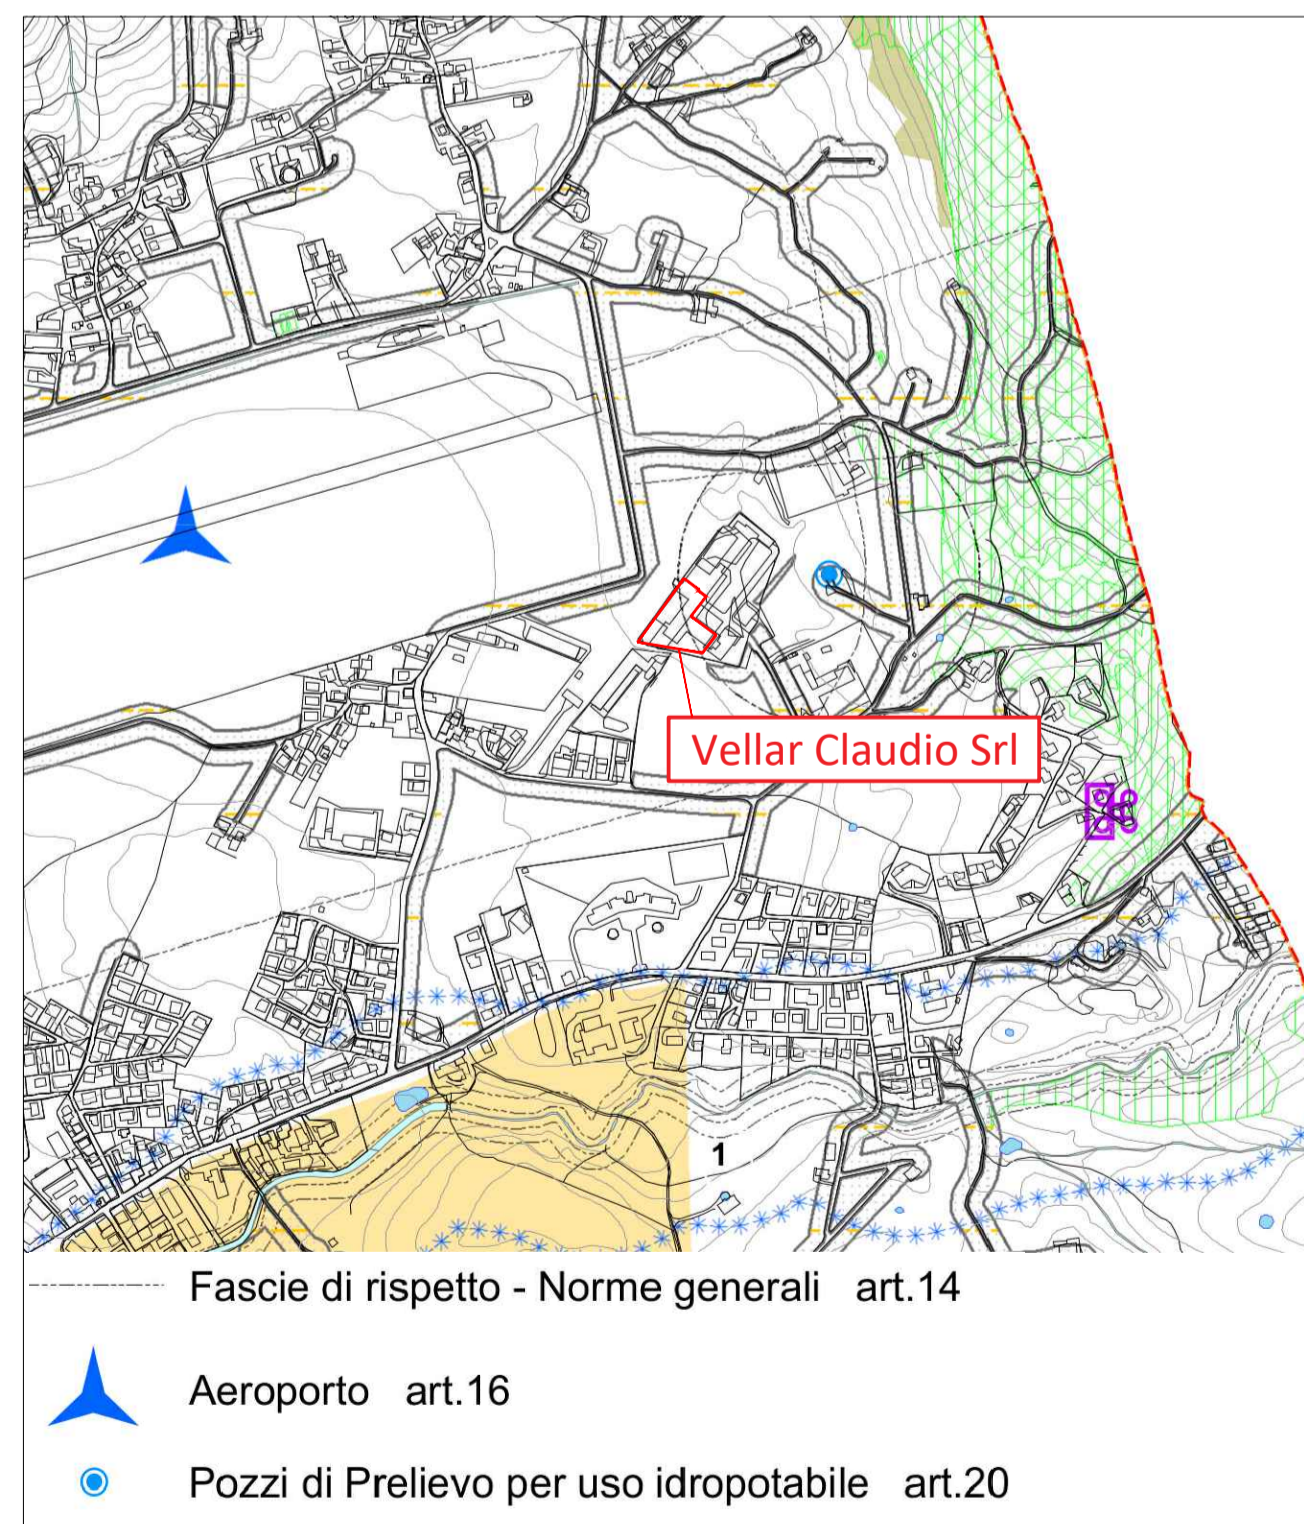 Vellar Claudio Srl
1
Fascie di rispetto - Norme generali art.14
Aeroporto art.16
Pozzi di Prelievo per uso idropotabile art.20